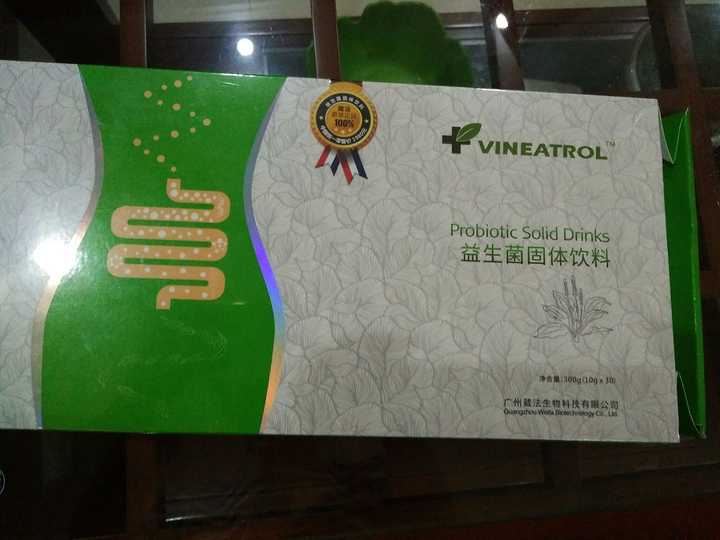 100%
VINEATROL™
Probiotic Solid Drinks
益生菌固体饮料
净含量:300g(10g x 30)
广州葳法生物科技有限公司
Guangzhou Weifa Biotechnology Co., Ltd.